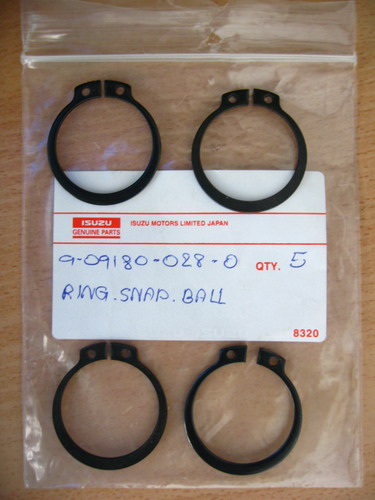 ISUZU
GENUINE PARTS
ISUZU MOTORS LIMITED JAPAN
9-09180-028-0 QTY. 5
RING.SNAP.BALL
8320